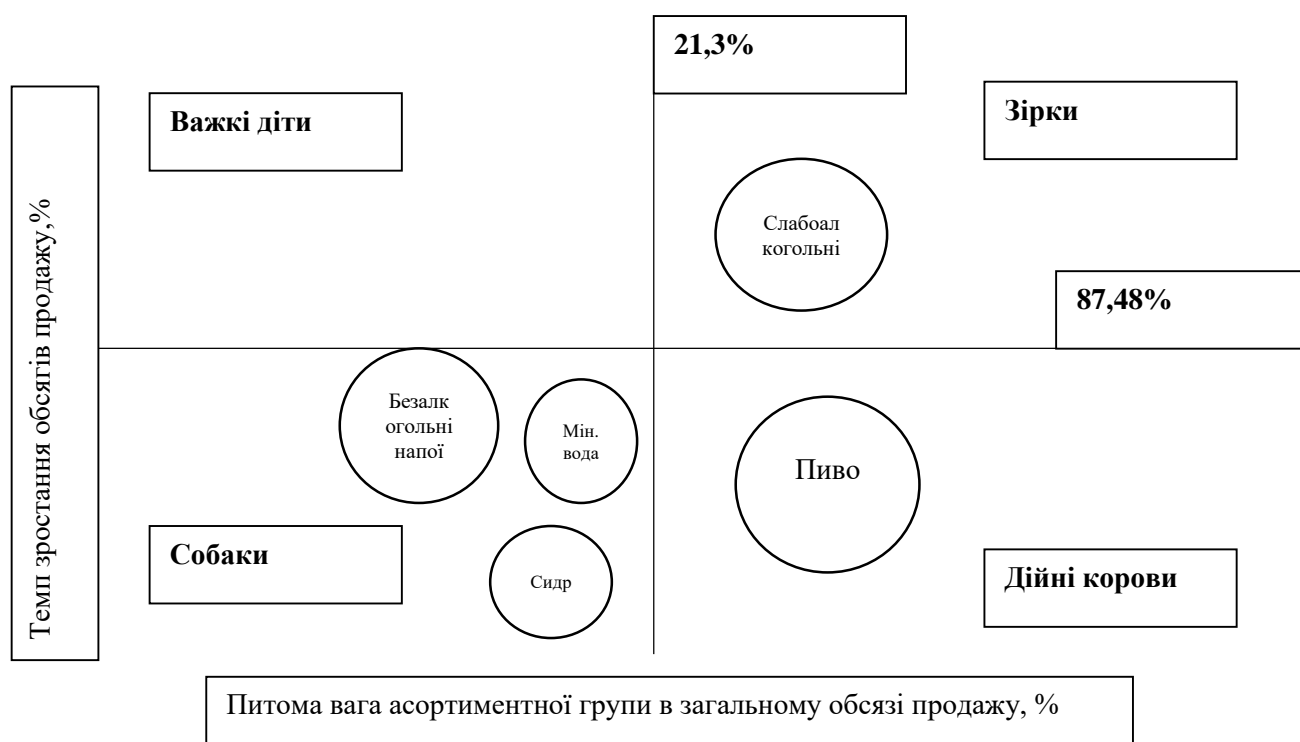 21,3%
Важкі діти
Зірки
Слабоал
когольні
87,48%
Темп зростання обсягів продажу,%
Безалк
огольні
напої
Мін.
вода
Пиво
Собаки
Сидр
Дійні корови
Питома вага асортиментної групи в загальному обсязі продажу, %